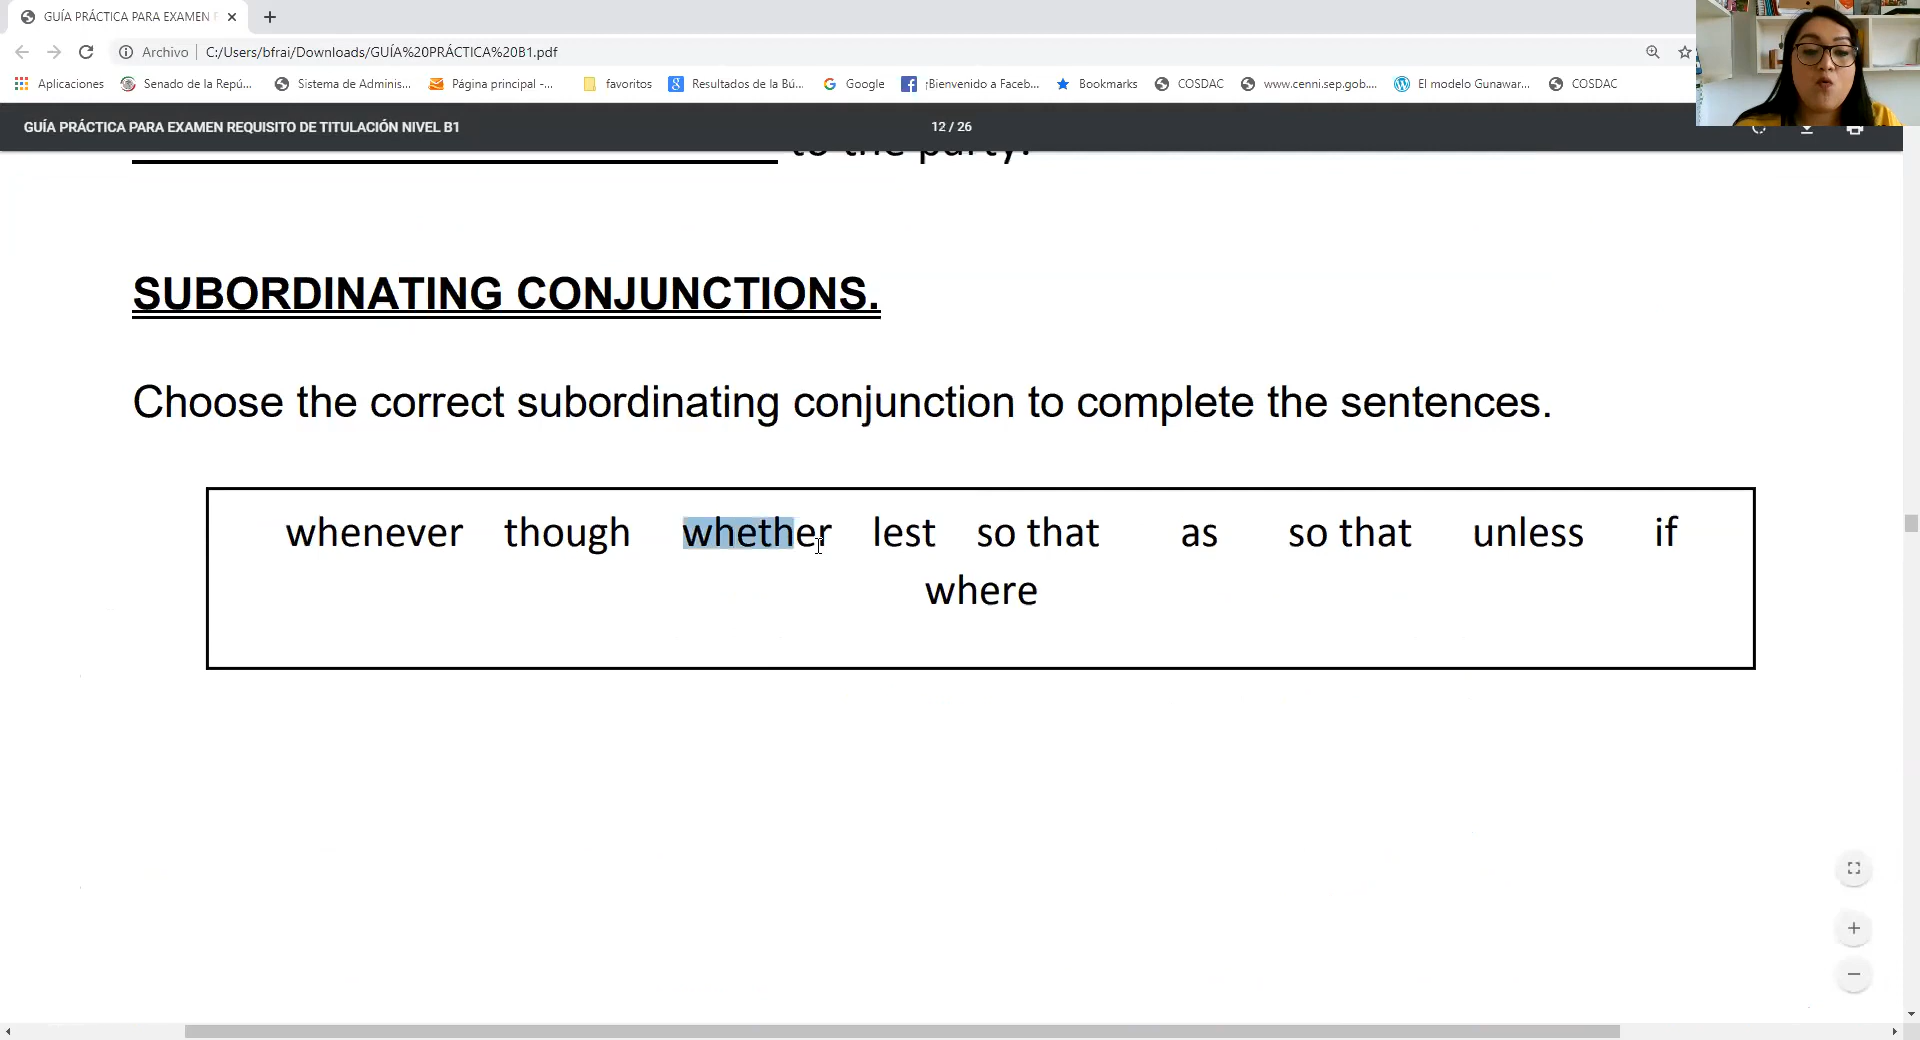 GUÍA PRÁCTICA PARA EXAMEN
Archivo C:/Users/bfrai/Downloads/GUÍA%20PRÁCTICA%20B1.pdf
Aplicaciones Senado de la Repú... Sistema de Adminis... Página principal -... favoritos Resultados de la Bú... Google ¡Bienvenido a Faceb... Bookmarks COSDAC www.cenni.sep.gob.... El modelo Gunawar... COSDAC
GUÍA PRÁCTICA PARA EXAMEN REQUISITO DE TITULACIÓN NIVEL B1 12 / 26
to the party.
SUBORDINATING CONJUNCTIONS.
Choose the correct subordinating conjunction to complete the sentences.
whenever though whether lest so that as so that unless if
where